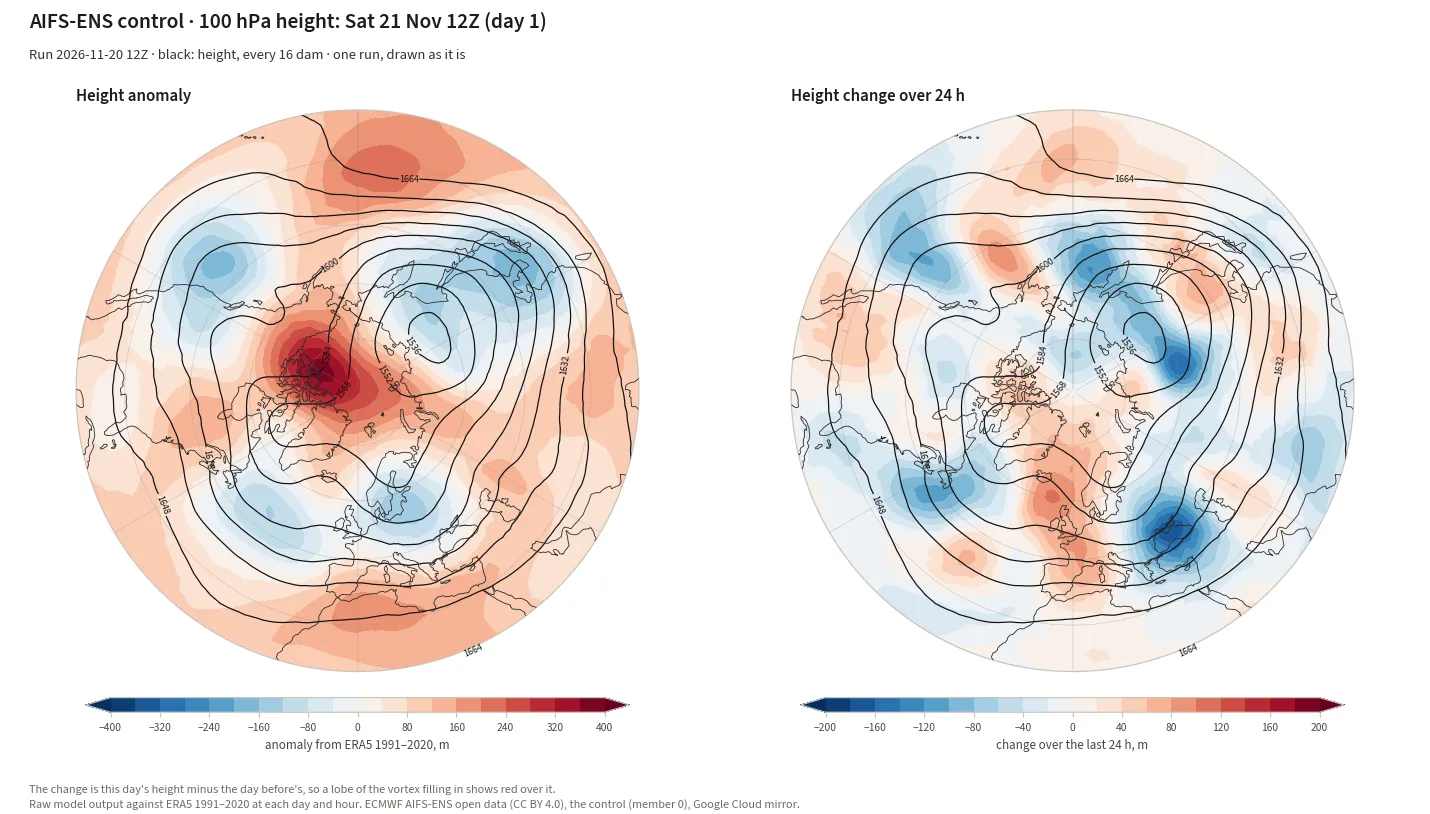 AIFS-ENS control · 100 hPa height: Sat 21 Nov 12Z (day 1)
Run 2026-11-20 12Z · black: height, every 16 dam · one run, drawn as it is
Height anomaly
Height change over 24 h
1664
1600
1536
1584
1552
1568
1632
1648
1664
1664
1600
1536
1584
1552
1568
1632
1648
1664
−400 −320 −240 −160 −80 0 80 160 240 320 400
anomaly from ERA5 1991–2020, m
−200 −160 −120 −80 −40 0 40 80 120 160 200
change over the last 24 h, m
The change is this day's height minus the day before's, so a lobe of the vortex filling in shows red over it.
Raw model output against ERA5 1991–2020 at each day and hour. ECMWF AIFS-ENS open data (CC BY 4.0), the control (member 0), Google Cloud mirror.